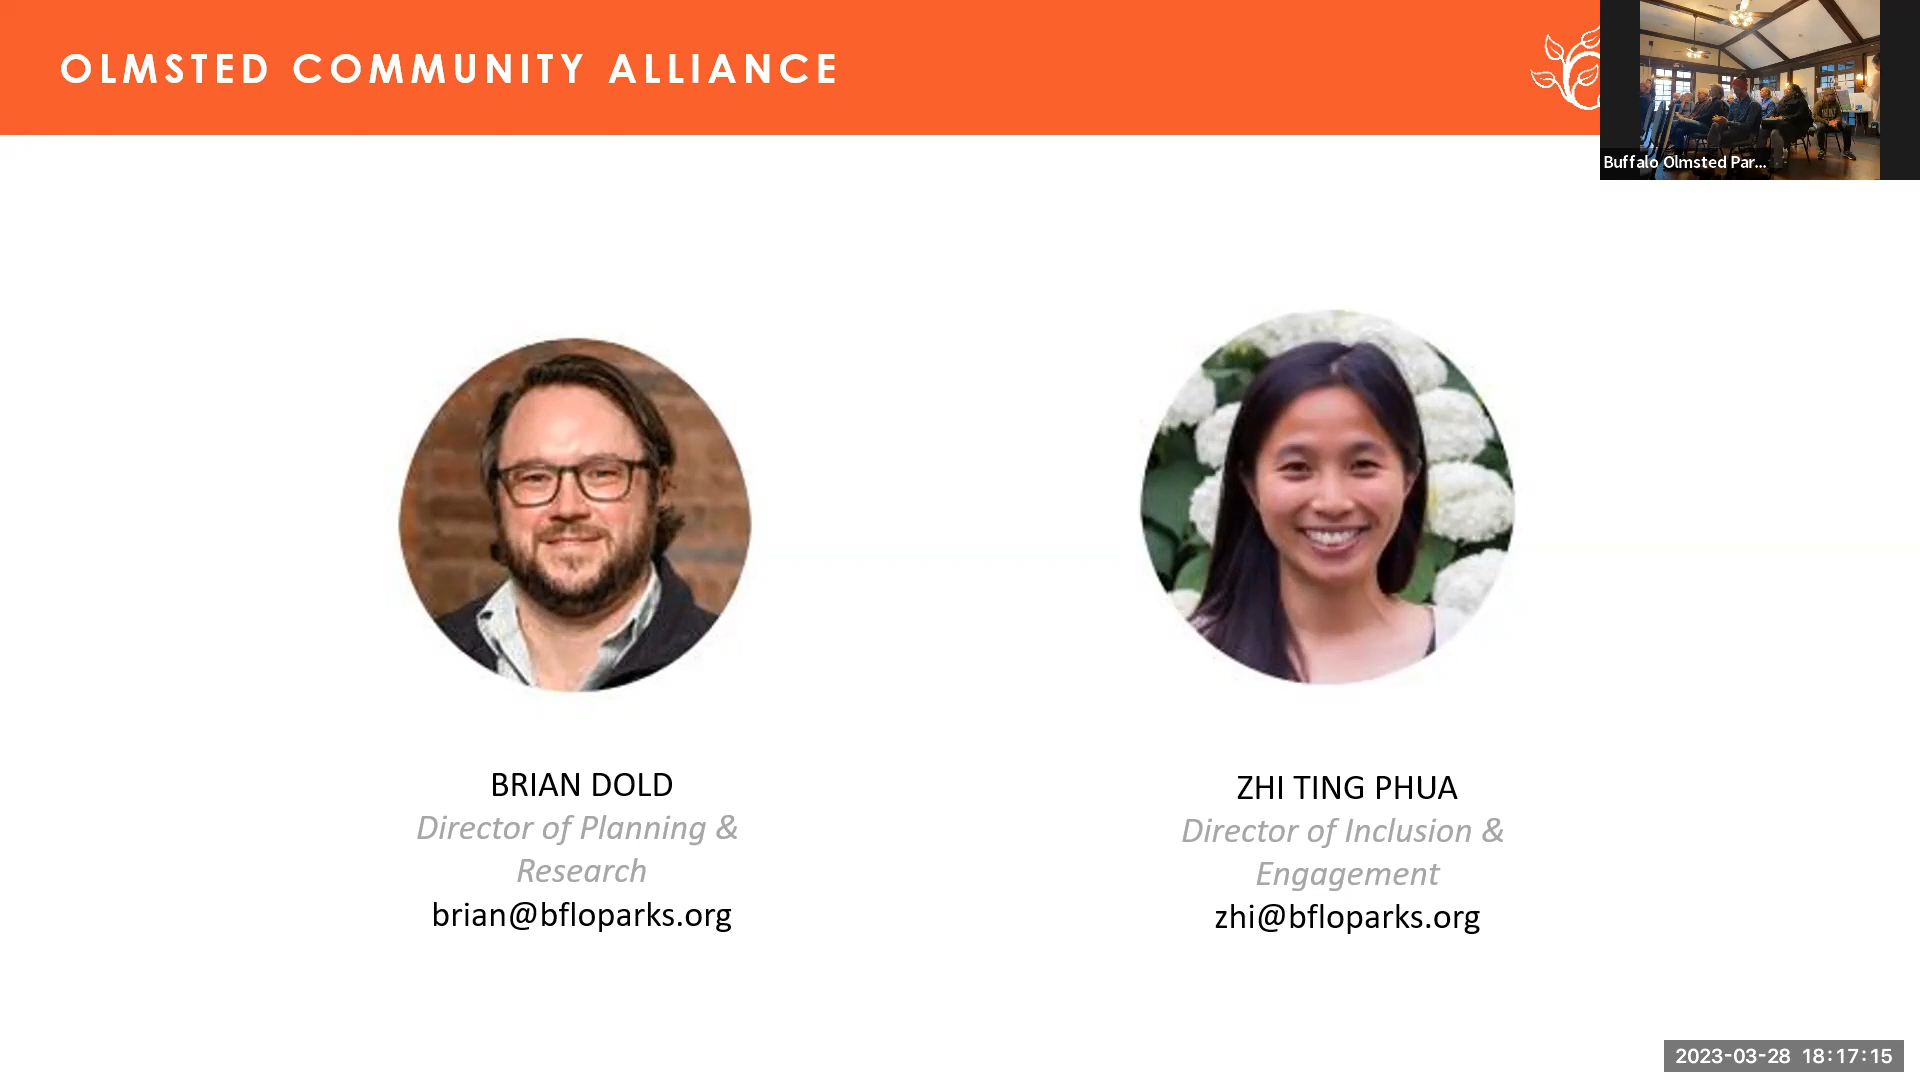 OLMSTED COMMUNITY ALLIANCE
Buffalo Olmsted Par...
BRIAN DOLD
Director of Planning &
Research
brian@bfloparks.org
ZHI TING PHUA
Director of Inclusion &
Engagement
zhi@bfloparks.org
2023-03-28 18:17:15